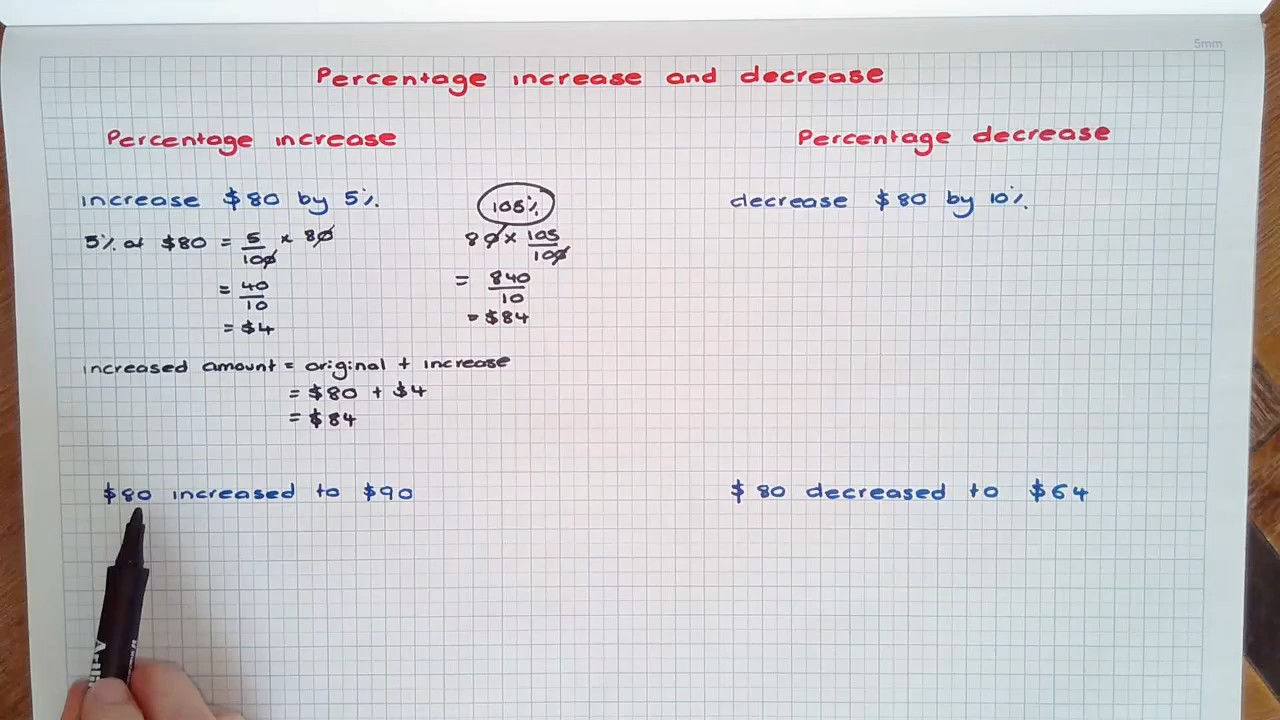 5mm
Percentage increase and decrease
Percentage increase
increase $80 by 5%.
5% of $80 = 5/100 x 80
= 40/10
= $4
105%
80 x 105/100
= 840/10
= $84
increased amount = original + increase
= $80 + $4
= $84
$80 increased to $90
Percentage decrease
decrease $80 by 10%.
$80 decreased to $64